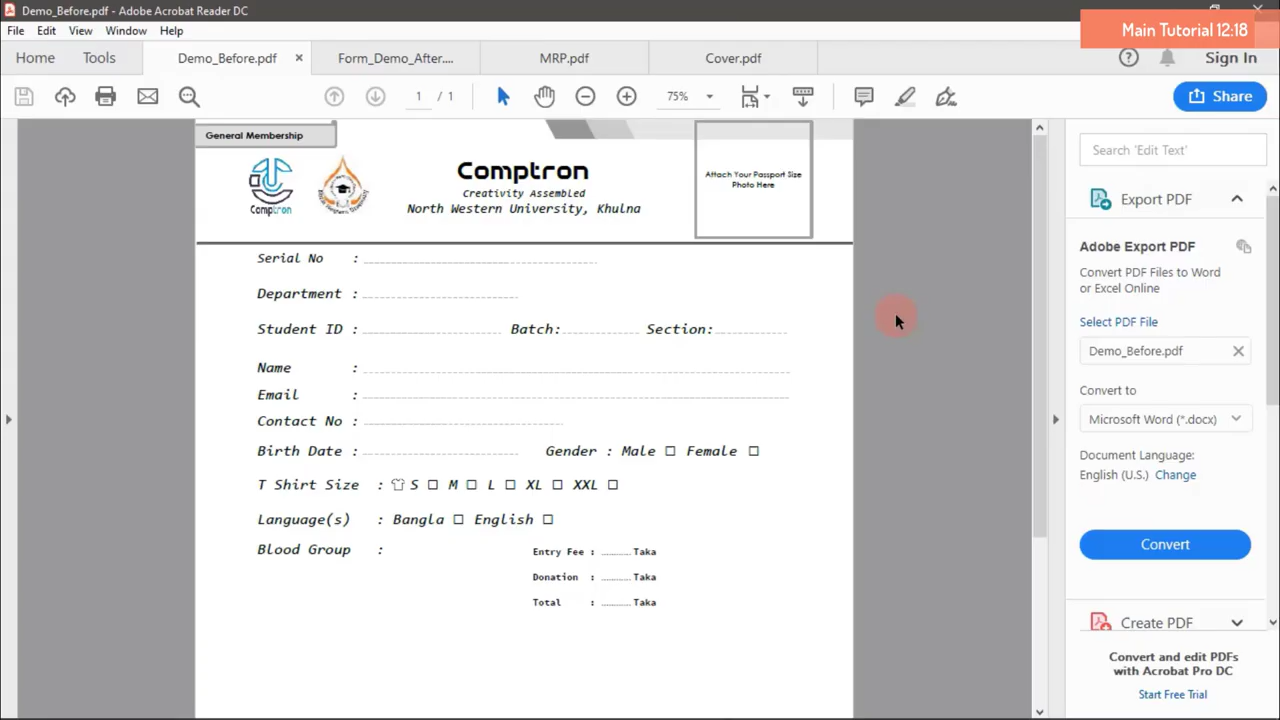 Demo_Before.pdf - Adobe Acrobat Reader DC
Main Tutorial 12:18
File Edit View Window Help
Home Tools Demo_Before.pdf × Form_Demo_After.... MRP.pdf Cover.pdf Sign In
1 / 1 75% Share
General Membership
Comptron
Comptron
Creativity Assembled
North Western University, Khulna
Attach Your Passport Size
Photo Here
Serial No :
Department :
Student ID : Batch: Section:
Name :
Email :
Contact No :
Birth Date : Gender : Male ☐ Female ☐
T Shirt Size : S ☐ M ☐ L ☐ XL ☐ XXL ☐
Language(s) : Bangla ☐ English ☐
Blood Group :
Entry Fee : ........ Taka
Donation : ........ Taka
Total : ........ Taka
Search 'Edit Text'
Export PDF
Adobe Export PDF
Convert PDF Files to Word
or Excel Online
Select PDF File
Demo_Before.pdf
Convert to
Microsoft Word (*.docx)
Document Language:
English (U.S.) Change
Convert
Create PDF
Convert and edit PDFs
with Acrobat Pro DC
Start Free Trial